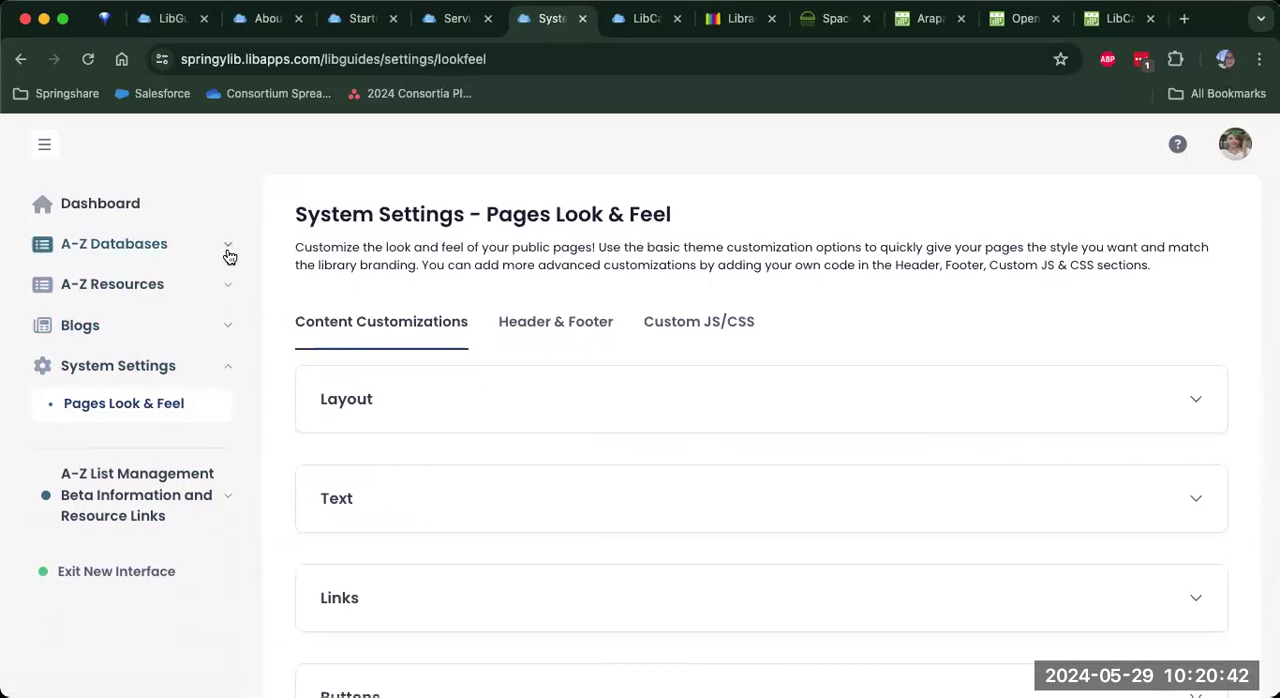 LibGu
Abou
Start
Servi
Syste
LibCa
Libra
Space
Arapa
Open
LibCa
springylib.libapps.com/libguides/settings/lookfeel
ABP
1
Springshare
Salesforce
Consortium Sprea...
2024 Consortia Pl...
All Bookmarks
?
Dashboard
A-Z Databases
A-Z Resources
Blogs
System Settings
Pages Look & Feel
A-Z List Management
Beta Information and
Resource Links
Exit New Interface
System Settings - Pages Look & Feel
Customize the look and feel of your public pages! Use the basic theme customization options to quickly give your pages the style you want and match
the library branding. You can add more advanced customizations by adding your own code in the Header, Footer, Custom JS & CSS sections.
Content Customizations
Header & Footer
Custom JS/CSS
Layout
Text
Links
Buttons
2024-05-29 10:20:42